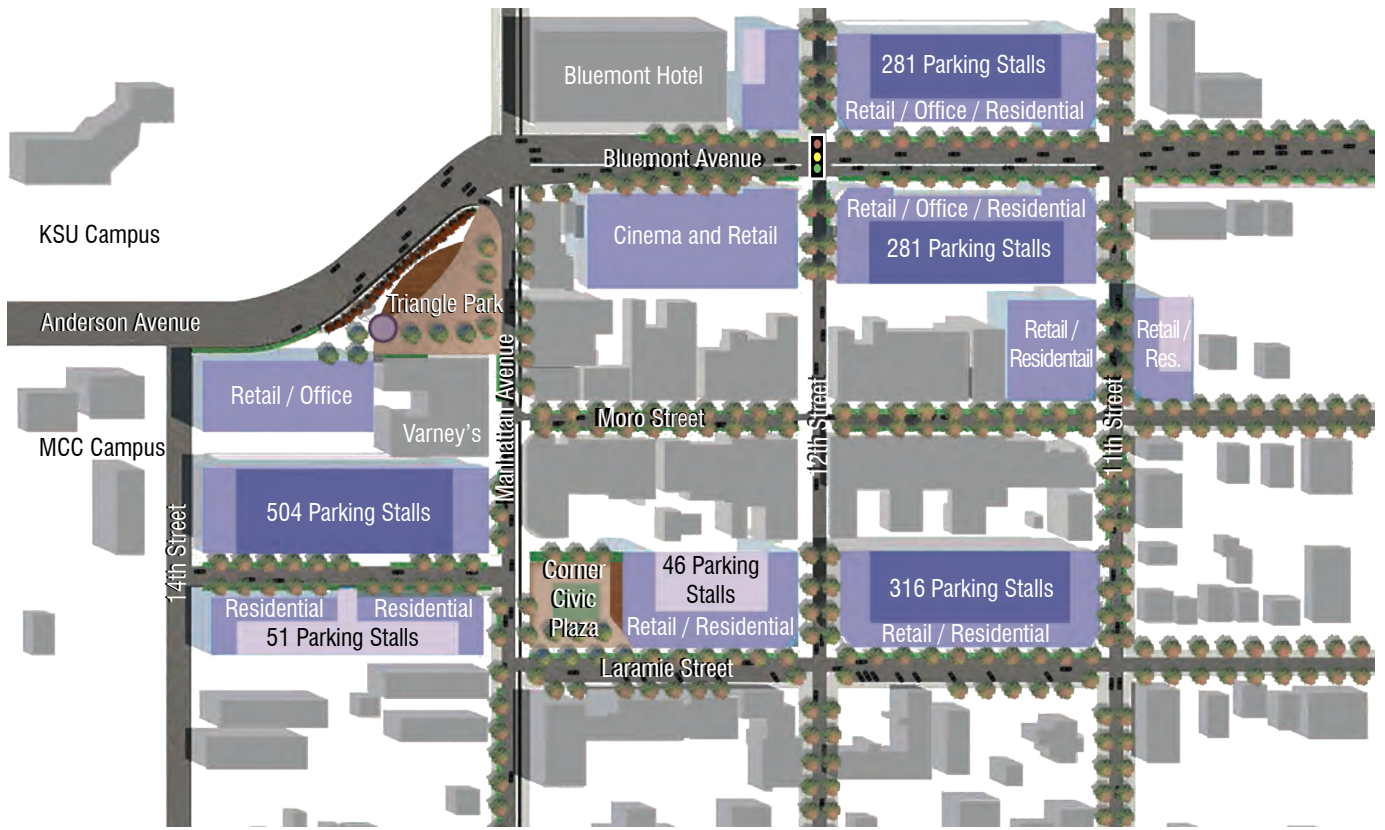 Bluemont Hotel
281 Parking Stalls
Retail / Office / Residential
Bluemont Avenue
KSU Campus
Cinema and Retail
Retail / Office / Residential
281 Parking Stalls
Triangle Park
Anderson Avenue
Retail /
Residentail
Retail /
Res.
Retail / Office
Manhattan Avenue
12th Street
11th Street
Moro Street
Varney's
MCC Campus
504 Parking Stalls
14th Street
Corner
Civic
Plaza
46 Parking
Stalls
Retail / Residential
316 Parking Stalls
Retail / Residential
Residential
Residential
51 Parking Stalls
Laramie Street